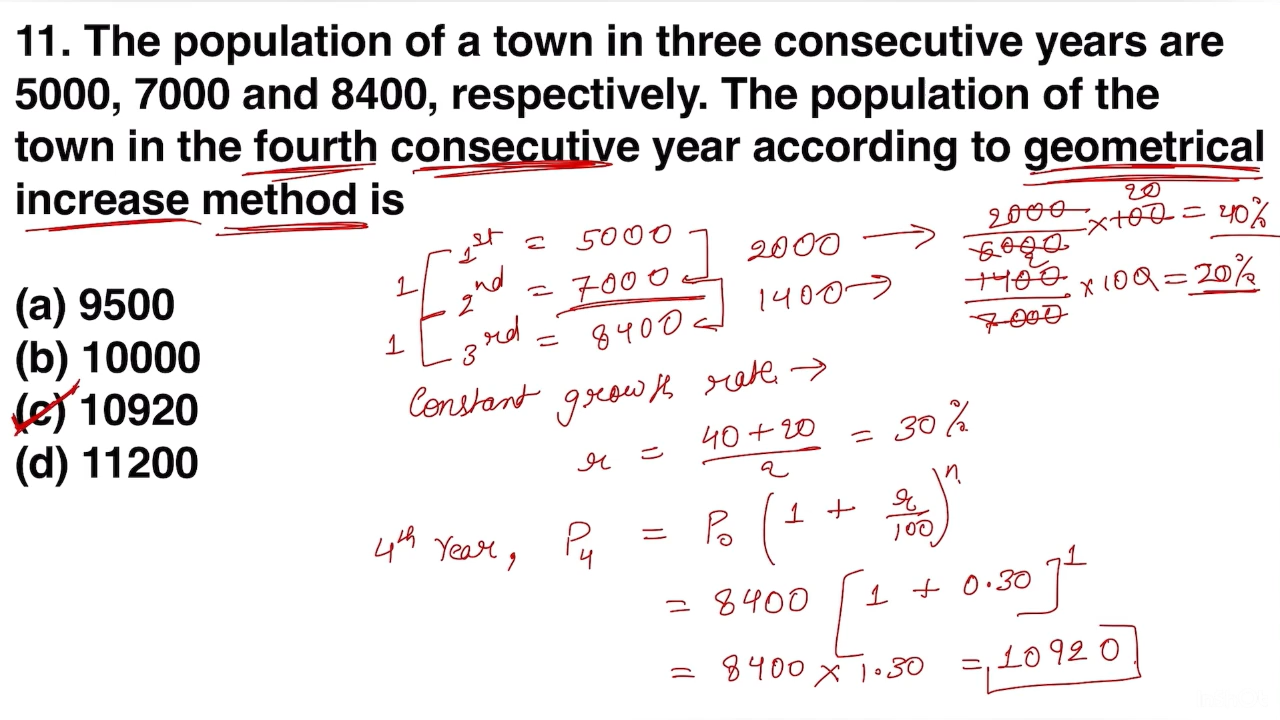 11. The population of a town in three consecutive years are
5000, 7000 and 8400, respectively. The population of the
town in the fourth consecutive year according to geometrical
increase method is
(a) 9500
(b) 10000
(c) 10920
(d) 11200
1 1st = 5000
2nd = 7000
1 3rd = 8400
2000 → 2000/5000 × 100 20 = 40%
1400 → 1400 2/7000 × 100 = 20%
Constant growth rate →
r = 40 + 20 / 2 = 30%
4th Year, P4 = P0 (1 + r/100)^n
= 8400 [1 + 0.30]^1
= 8400 × 1.30 = 10920